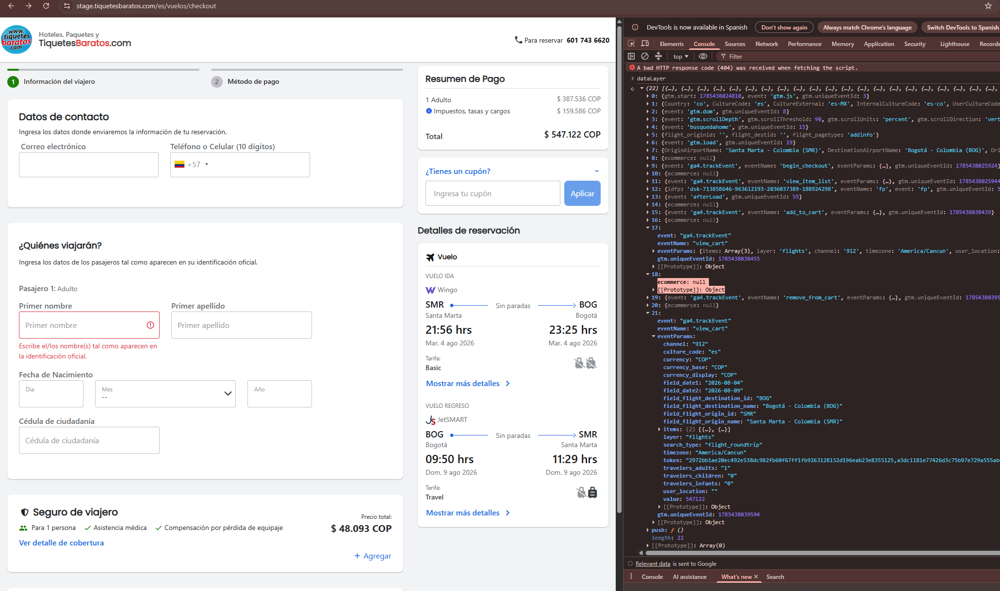 stage.tiquetesbaratos.com/es/vuelos/checkout
www.
tiquetes
baratos
.com
Hoteles, Paquetes y
TiquetesBaratos.com
Para reservar 601 743 6620
1 Información del viajero
2 Método de pago
Datos de contacto
Ingresa los datos donde enviaremos la información de tu reservación.
Correo electrónico
Teléfono o Celular (10 dígitos)
+57
¿Quiénes viajarán?
Ingresa los datos de los pasajeros tal como aparecen en su identificación oficial.
Pasajero 1: Adulto
Primer nombre
Primer apellido
Primer nombre
Primer apellido
Escribe el/los nombre(s) tal como aparecen en
la identificación oficial.
Fecha de Nacimiento
Dia
Mes
--
Año
Cédula de ciudadanía
Cédula de ciudadanía
Seguro de viajero
Precio total:
Para 1 persona
Asistencia médica
Compensación por pérdida de equipaje
$ 48.093 COP
Ver detalle de cobertura
+ Agregar
Resumen de Pago
1 Adulto $ 387.536 COP
Impuestos, tasas y cargos $ 159.586 COP
Total $ 547.122 COP
¿Tienes un cupón?
Ingresa tu cupón
Aplicar
Detalles de reservación
Vuelo
VUELO IDA
Wingo
SMR Sin paradas BOG
Santa Marta Bogotá
21:56 hrs 23:25 hrs
Mar. 4 ago 2026 Mar. 4 ago 2026
Tarifa:
Basic
Mostrar más detalles
VUELO REGRESO
JetSMART
BOG Sin paradas SMR
Bogotá Santa Marta
09:50 hrs 11:29 hrs
Dom. 9 ago 2026 Dom. 9 ago 2026
Tarifa:
Travel
Mostrar más detalles
DevTools is now available in Spanish Don't show again Always match Chrome's language Switch DevTools to Spanish
Elements Console Sources Network Performance Memory Application Security Lighthouse Recorde
top Filter
A bad HTTP response code (404) was received when fetching the script.
dataLayer
(22) [{…}, {…}, {…}, {…}, {…}, {…}, {…}, {…}, {…}, {…}, {…}, {…}, {…}, {…}, {…}, {…}, {…}, {…}, {…}, {…}, {…},
0: {gtm.start: 1785438024810, event: 'gtm.js', gtm.uniqueEventId: 3}
1: {Country: 'co', CultureCode: 'es', CultureExternal: 'es-MX', InternalCultureCode: 'es-co', UserCultureCode
2: {event: 'gtm.dom', gtm.uniqueEventId: 8}
3: {event: 'gtm.scrollDepth', gtm.scrollThreshold: 90, gtm.scrollUnits: 'percent', gtm.scrollDirection: 'vert
4: {event: 'busquedahome', gtm.uniqueEventId: 15}
5: {flight_originid: '', flight_destid: '', flight_pagetype: 'addinfo'}
6: {event: 'gtm.load', gtm.uniqueEventId: 19}
7: {OriginAirportName: 'Santa Marta - Colombia (SMR)', DestinationAirportName: 'Bogotá - Colombia (BOG)', Ori
8: {ecommerce: null}
9: {event: 'ga4.trackEvent', eventName: 'begin_checkout', eventParams: {…}, gtm.uniqueEventId: 1785438025924}
10: {ecommerce: null}
11: {event: 'ga4.trackEvent', eventName: 'view_item_list', eventParams: {…}, gtm.uniqueEventId: 1785438025944
12: {idfp: 'dsk-713858646-963612193-2036037389-188924298', eventName: 'fp', event: 'fp', gtm.uniqueEventId: 5
13: {event: 'afterLoad', gtm.uniqueEventId: 55}
14: {ecommerce: null}
15: {event: 'ga4.trackEvent', eventName: 'add_to_cart', eventParams: {…}, gtm.uniqueEventId: 1785438038439}
16: {ecommerce: null}
17:
event: "ga4.trackEvent"
eventName: "view_cart"
eventParams: {items: Array(3), layer: 'flights', channel: '912', timezone: 'America/Cancun', user_location:
gtm.uniqueEventId: 1785438038455
[[Prototype]]: Object
18:
ecommerce: null
[[Prototype]]: Object
19: {event: 'ga4.trackEvent', eventName: 'remove_from_cart', eventParams: {…}, gtm.uniqueEventId: 17854380395
20: {ecommerce: null}
21:
event: "ga4.trackEvent"
eventName: "view_cart"
eventParams:
channel: "912"
culture_code: "es"
currency: "COP"
currency_base: "COP"
currency_display: "COP"
field_date1: "2026-08-04"
field_date2: "2026-08-09"
field_flight_destination_id: "BOG"
field_flight_destination_name: "Bogotá - Colombia (BOG)"
field_flight_origin_id: "SMR"
field_flight_origin_name: "Santa Marta - Colombia (SMR)"
items: (2) [{…}, {…}]
layer: "flights"
search_type: "flight_roundtrip"
timezone: "America/Cancun"
token: "2972bb1ae20ec492e538dc982fb60f67ff1fb9263128152d196eab23e8355125,a3dc1181e77426d3c75b97e729a555ab
travelers_adults: "1"
travelers_children: "0"
travelers_infants: "0"
user_location: ""
value: 547122
[[Prototype]]: Object
gtm.uniqueEventId: 1785438039594
[[Prototype]]: Object
push: ƒ ()
length: 22
[[Prototype]]: Array(0)
Relevant data is sent to Google
Console AI assistance What's new Search